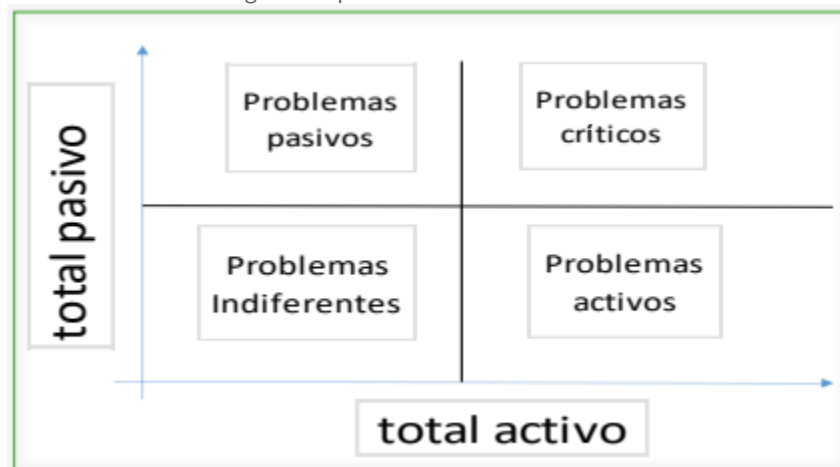 Problemas
pasivos
Problemas
críticos
total pasivo
Problemas
Indiferentes
Problemas
activos
total activo